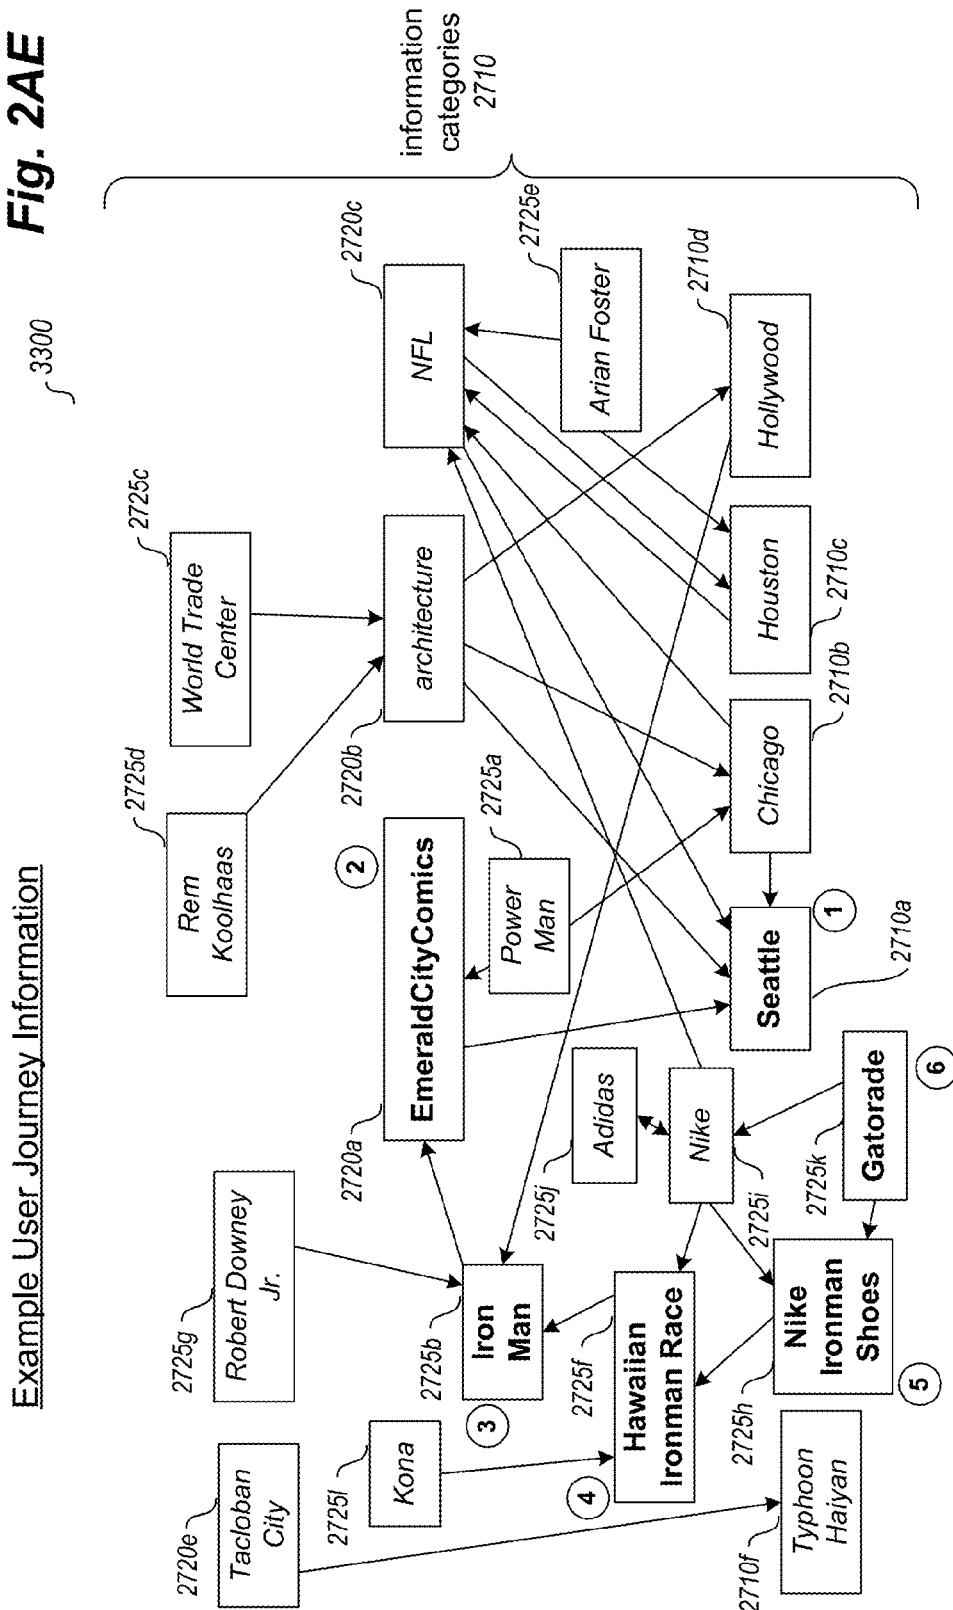 Example User Journey Information
Fig. 2AE
3300
information
categories
2710
Tacloban
City
2720e
Robert Downey
Jr.
2725g
Rem
Koolhaas
2725d
World Trade
Center
2725c
Kona
2725l
Iron
Man
2725b
3
EmeraldCityComics
2720a
2
architecture
2720b
NFL
2720c
Power
Man
2725a
Arian Foster
2725e
Hawaiian
Ironman Race
2725f
4
Adidas
2725j
Nike
2725i
Typhoon
Haiyan
2710f
Nike
Ironman
Shoes
2725h
5
Gatorade
2725k
6
Seattle
1
2710a
Chicago
2710b
Houston
2710c
Hollywood
2710d